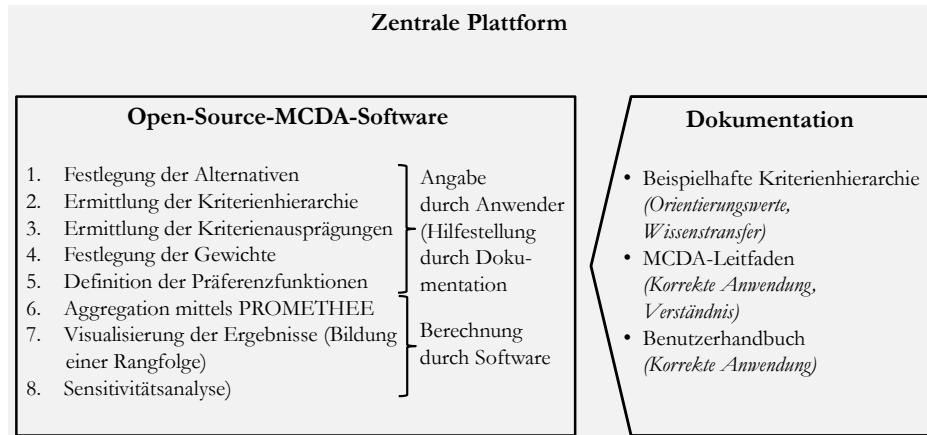 Zentrale Plattform
Open-Source-MCDA-Software
1. Festlegung der Alternativen
2. Ermittlung der Kriterienhierarchie
3. Ermittlung der Kriterienausprägungen
4. Festlegung der Gewichte
5. Definition der Präferenzfunktionen
6. Aggregation mittels PROMETHEE
7. Visualisierung der Ergebnisse (Bildung
einer Rangfolge)
8. Sensitivitätsanalyse)
Angabe
durch Anwender
(Hilfestellung
durch Doku-
mentation
Berechnung
durch Software
Dokumentation
• Beispielhafte Kriterienhierarchie
(Orientierungswerte,
Wissenstransfer)
• MCDA-Leitfaden
(Korrekte Anwendung,
Verständnis)
• Benutzerhandbuch
(Korrekte Anwendung)